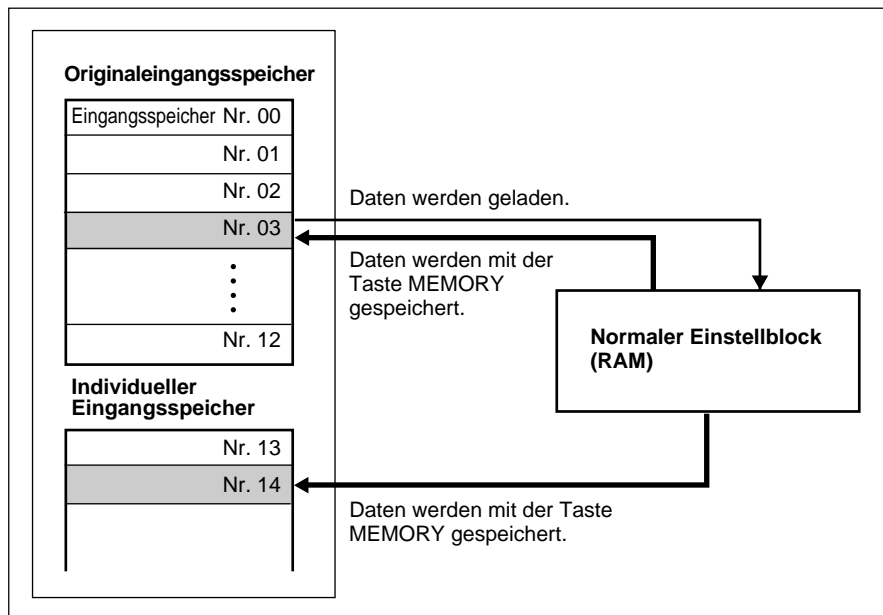 Originaleingangsspeicher
Eingangsspeicher Nr. 00
Nr. 01
Nr. 02
Nr. 03
Nr. 12
Daten werden geladen.
Daten werden mit der
Taste MEMORY
gespeichert.
Normaler Einstellblock
(RAM)
Individueller
Eingangsspeicher
Nr. 13
Nr. 14
Daten werden mit der Taste
MEMORY gespeichert.